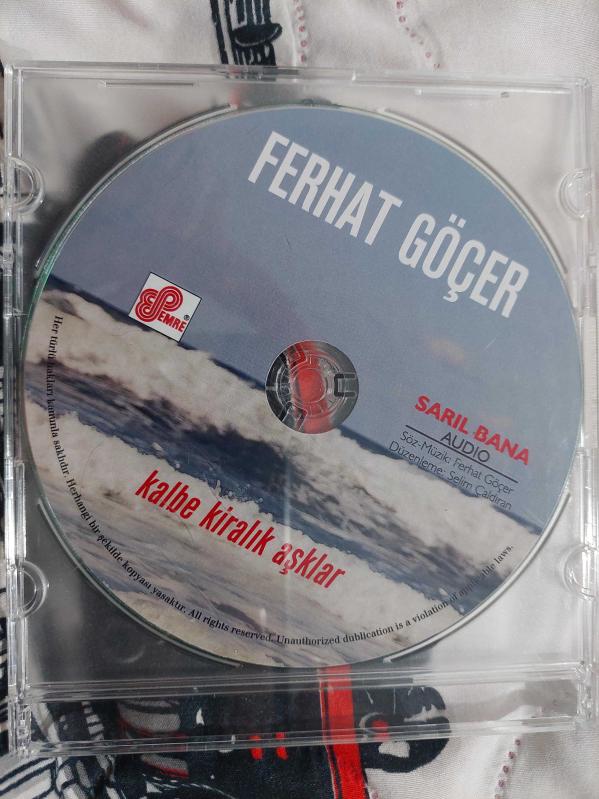 FERHAT GÖÇER
EMRE®
SARIL BANA
AUDIO
Söz-Müzik: Ferhat Göçer
Düzenleme: Selim Çaldıran
kalbe kiralık aşklar
Her türlü hakları kanunla saklıdır. Herhangi bir şekilde kopyası yasaktır. All rights reserved. Unauthorized dublication is a violation of applicable laws.